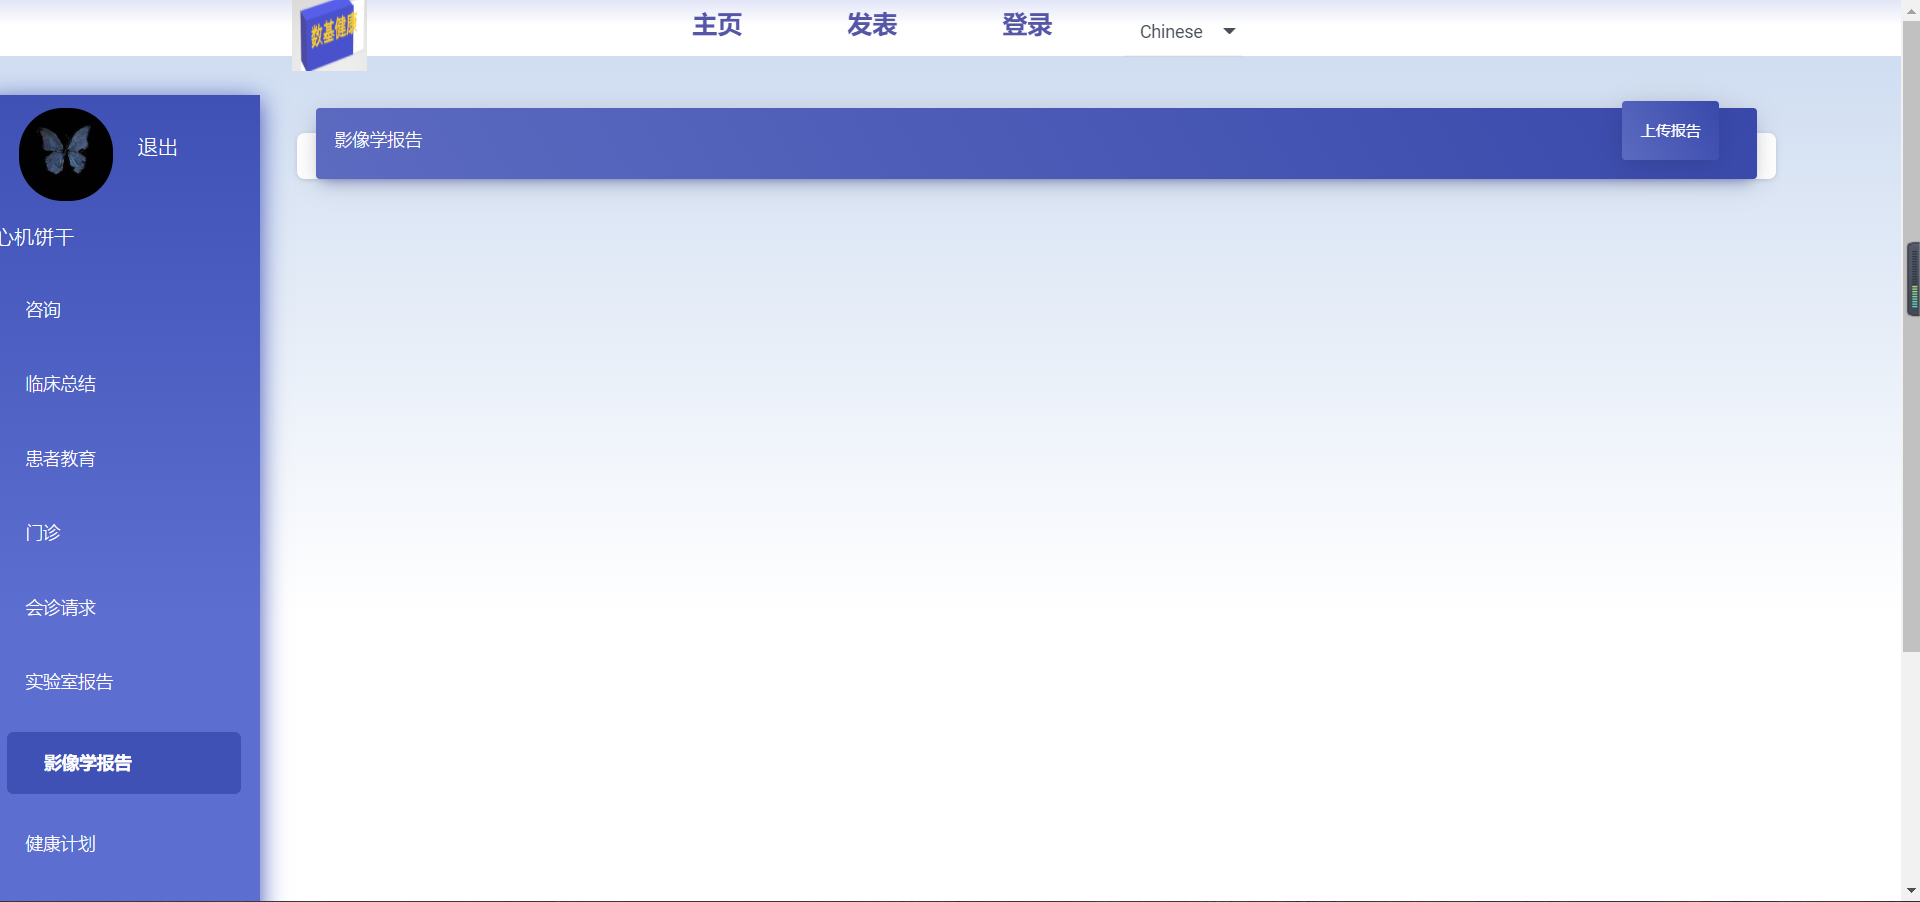 数基健康
主页
发表
登录
Chinese
退出
心机饼干
咨询
临床总结
患者教育
门诊
会诊请求
实验室报告
影像学报告
健康计划
影像学报告
上传报告